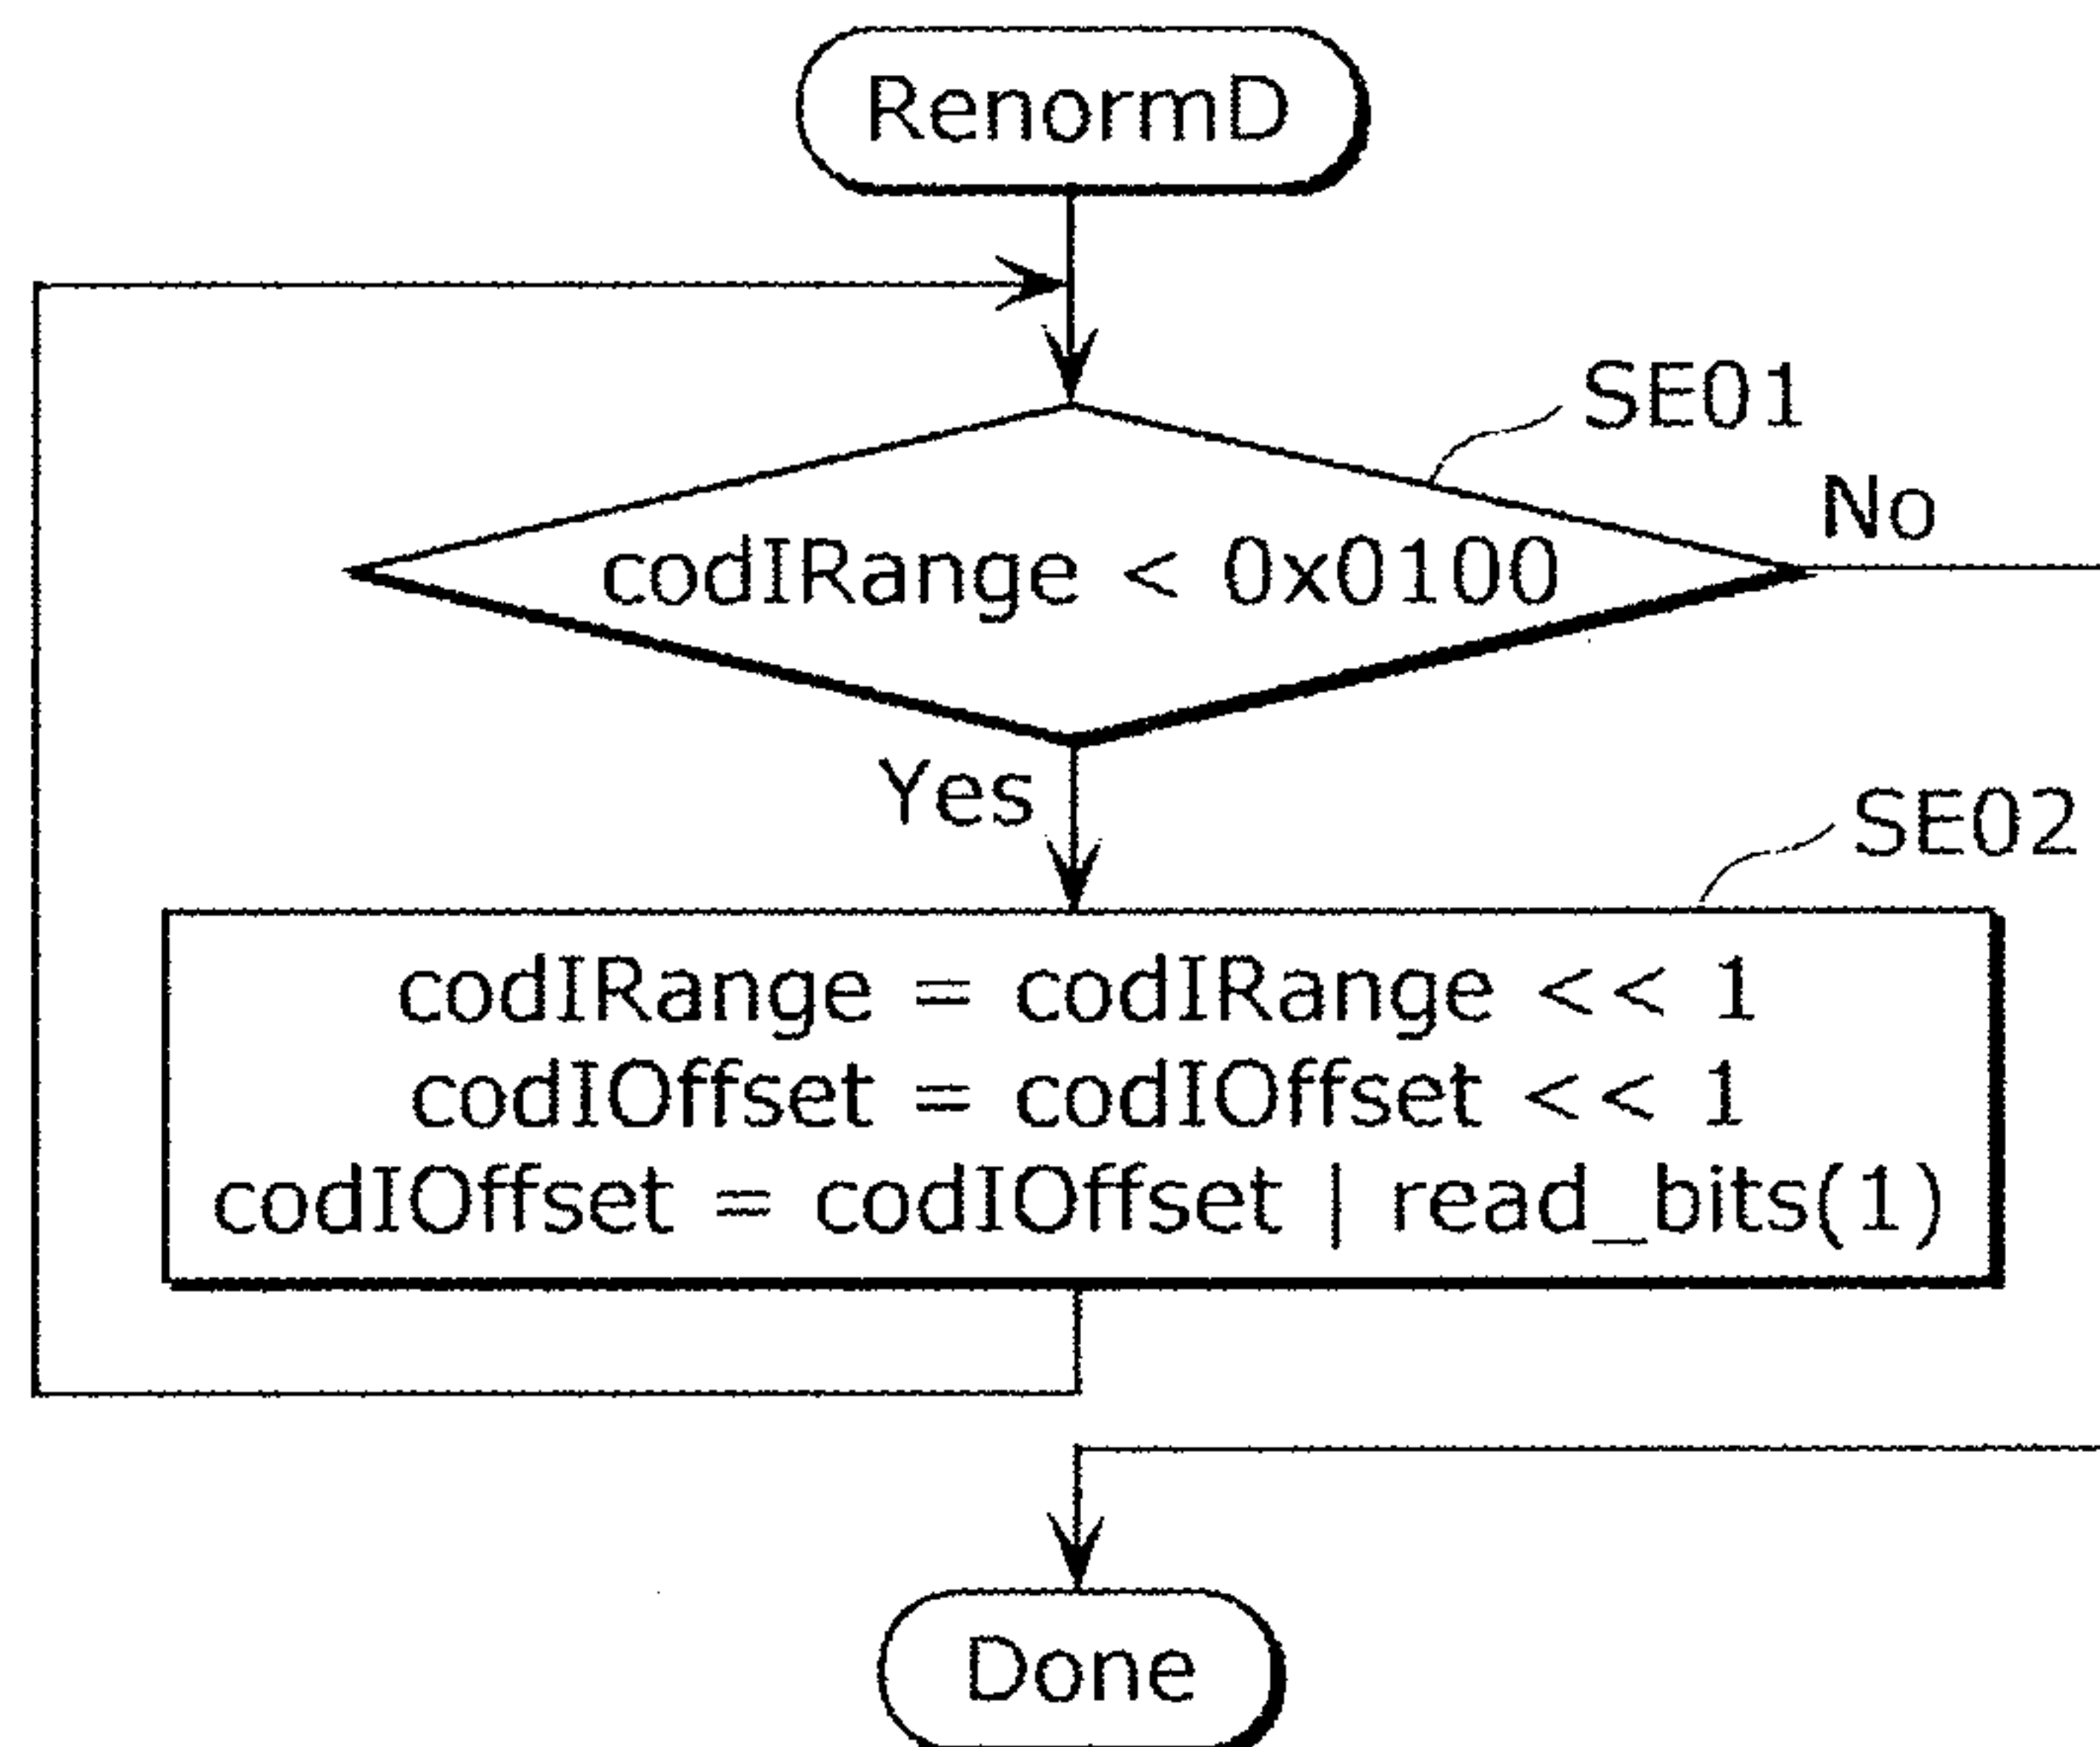 RenormD
SE01
No
codIRange < 0x0100
Yes
SE02
codIRange = codIRange << 1
codIOffset = codIOffset << 1
codIOffset = codIOffset | read_bits(1)
Done